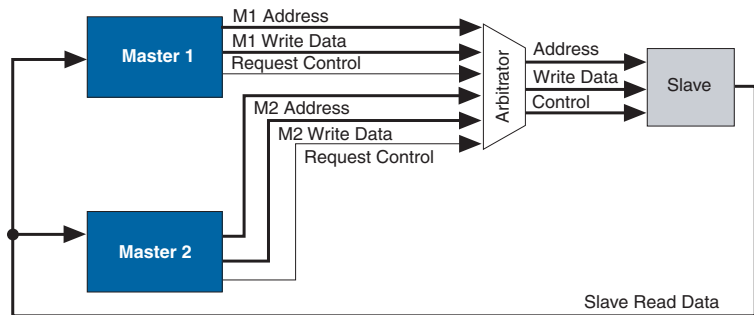 M1 Address
Master 1
M1 Write Data
Request Control
M2 Address
M2 Write Data
Request Control
Arbitrator
Address
Write Data
Control
Slave
Master 2
Slave Read Data